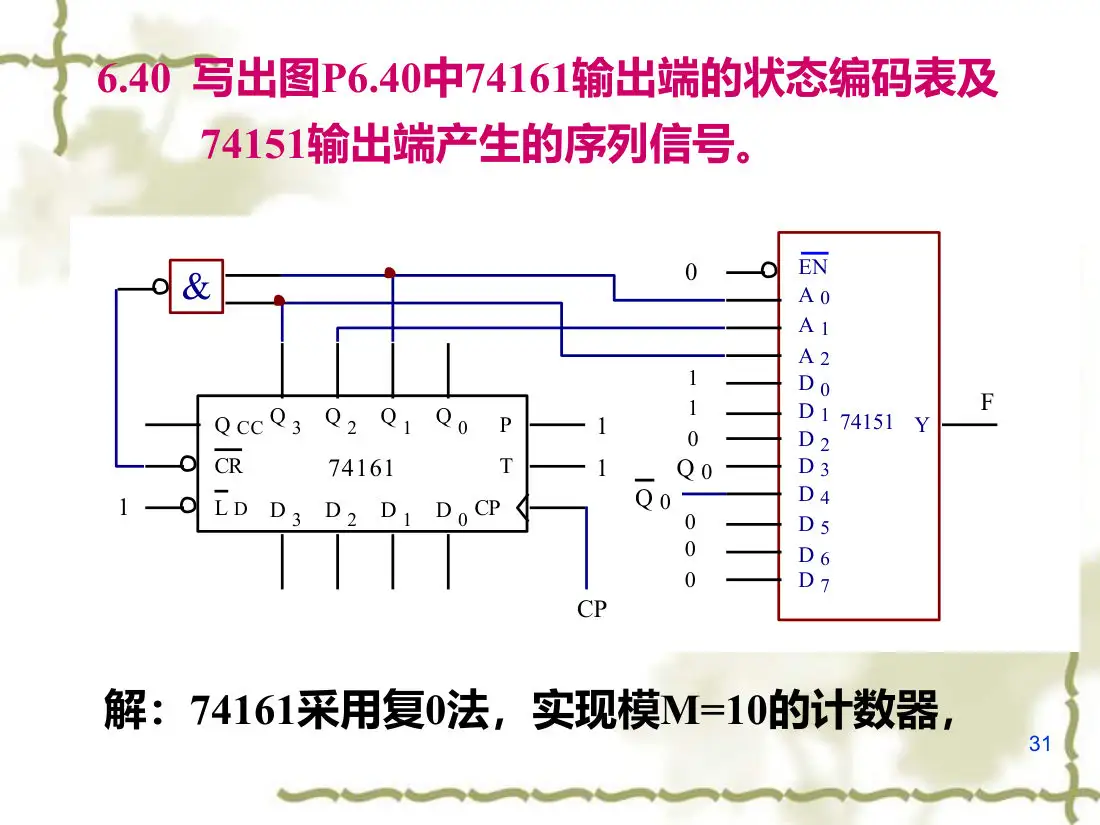 6.40 写出图P6.40中74161输出端的状态编码表及
74151输出端产生的序列信号。
&
0
EN
A 0
A 1
A 2
1 D 0
1 D 1
0 D 2
Q 0 D 3
Q 0 D 4
0 D 5
0 D 6
0 D 7
74151 Y
F
Q CC Q 3 Q 2 Q 1 Q 0 P 1
CR 74161 T 1
1 L D D 3 D 2 D 1 D 0 CP
CP
解：74161采用复0法，实现模M=10的计数器，
31